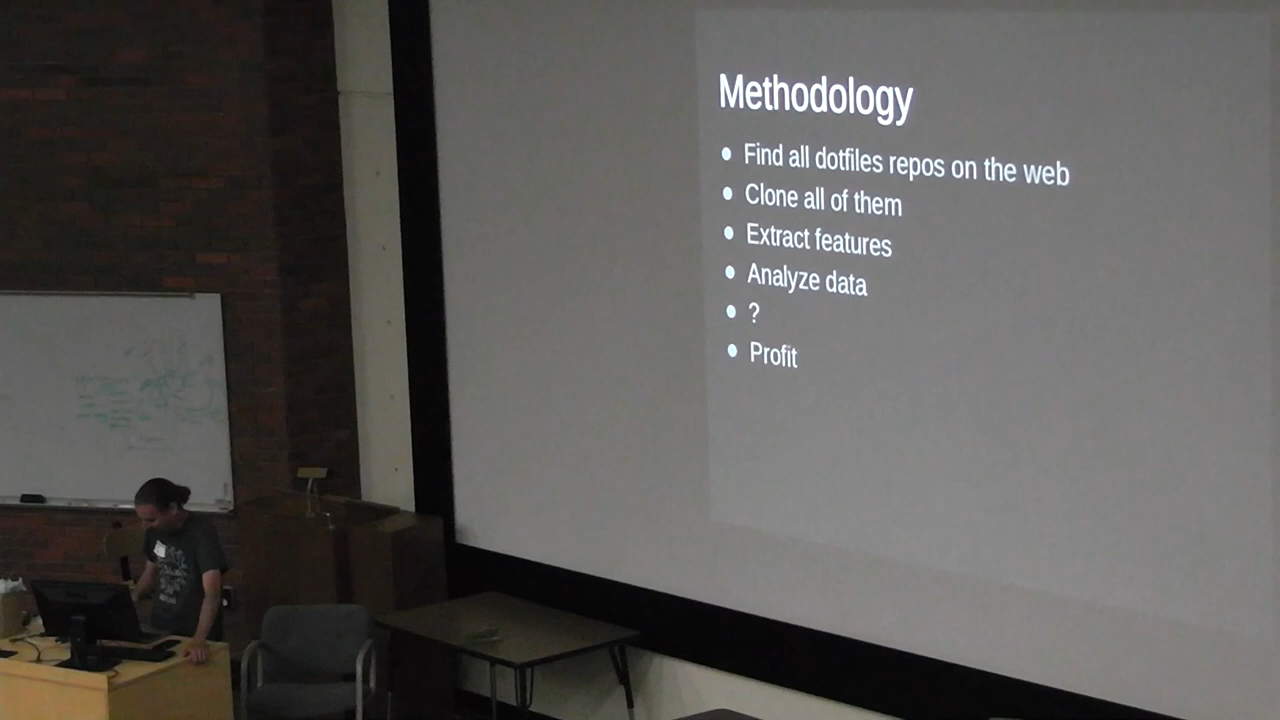 Methodology
● Find all dotfiles repos on the web
● Clone all of them
● Extract features
● Analyze data
● ?
● Profit